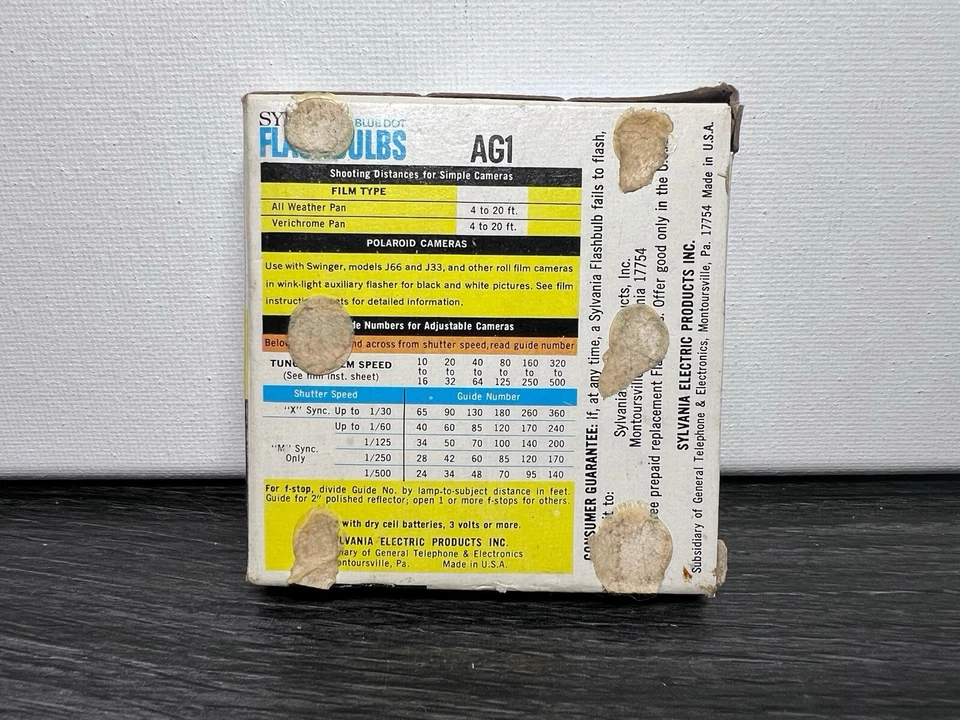 SY BLUE DOT
FLA BULBS AG1
Shooting Distances for Simple Cameras
FILM TYPE
All Weather Pan 4 to 20 ft.
Verichrome Pan 4 to 20 ft.
POLAROID CAMERAS
Use with Swinger, models J66 and J33, and other roll film cameras
in wink-light auxiliary flasher for black and white pictures. See film
for detailed information.
Numbers for Adjustable Cameras
and across from shutter speed, read guide number
SPEED 10 20 40 80 160 320
to to to to to to
(See film inst. sheet) 16 32 64 125 250 500
Shutter Speed Guide Number
"X" Sync. Up to 1/30 65 90 130 180 260 360
Up to 1/60 40 60 85 120 170 240
"M" Sync. Only 1/125 34 50 70 100 140 200
1/250 28 42 60 85 120 170
1/500 24 34 48 70 95 140
For f-stop, divide Guide No. by lamp-to-subject distance in feet.
Guide for 2" polished reflector; open 1 or more f-stops for others.
with dry cell batteries, 3 volts or more.
LVANIA ELECTRIC PRODUCTS INC.
iary of General Telephone & Electronics
ontoursville, Pa. Made in U.S.A.
CONSUMER GUARANTEE: If, at any time, a Sylvania Flashbulb fails to flash,
it to:
Sylvania cts, Inc.
Montoursvil nia 17754
ee prepaid replacement Fla . Offer good only in the
SYLVANIA ELECTRIC PRODUCTS INC.
Subsidiary of General Telephone & Electronics, Montoursville, Pa. 17754 Made in U.S.A.